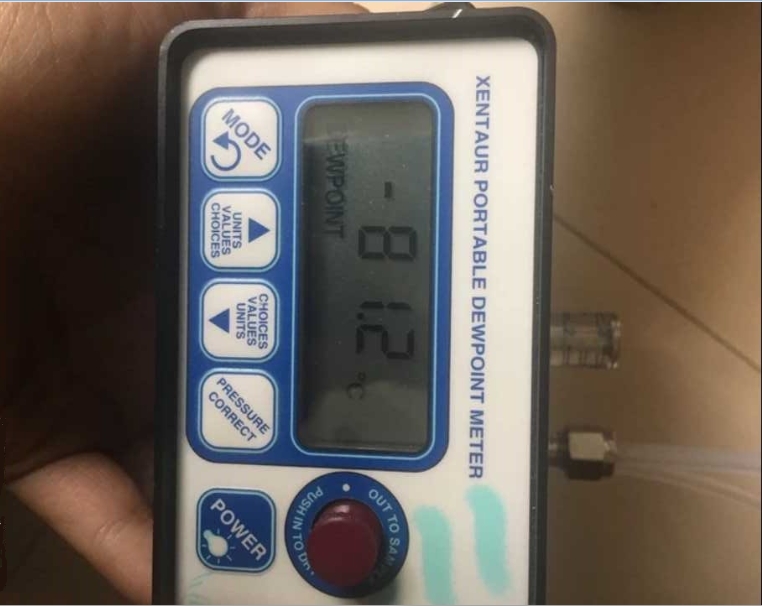 XENTAUR PORTABLE DEWPOINT METER
- 81.2 °C
EWPOINT
MODE
UNITS
VALUES
CHOICES
CHOICES
VALUES
UNITS
PRESSURE
CORRECT
OUT TO
PUSH IN TO
POWER